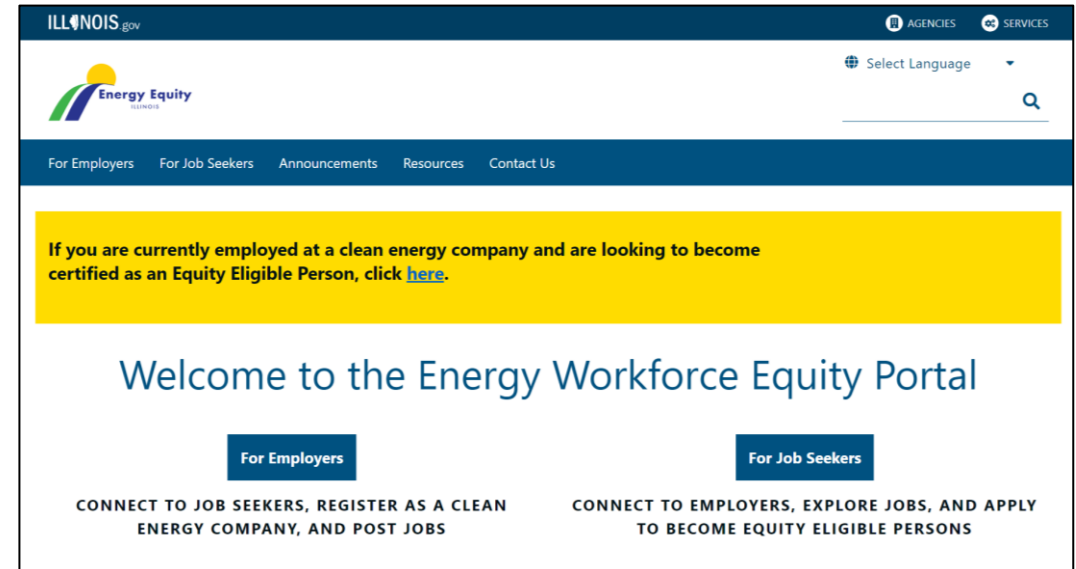 ILLINOIS.gov
AGENCIES
SERVICES
Select Language
Energy Equity
ILLINOIS
For Employers
For Job Seekers
Announcements
Resources
Contact Us
If you are currently employed at a clean energy company and are looking to become
certified as an Equity Eligible Person, click here.
Welcome to the Energy Workforce Equity Portal
For Employers
CONNECT TO JOB SEEKERS, REGISTER AS A CLEAN
ENERGY COMPANY, AND POST JOBS
For Job Seekers
CONNECT TO EMPLOYERS, EXPLORE JOBS, AND APPLY
TO BECOME EQUITY ELIGIBLE PERSONS